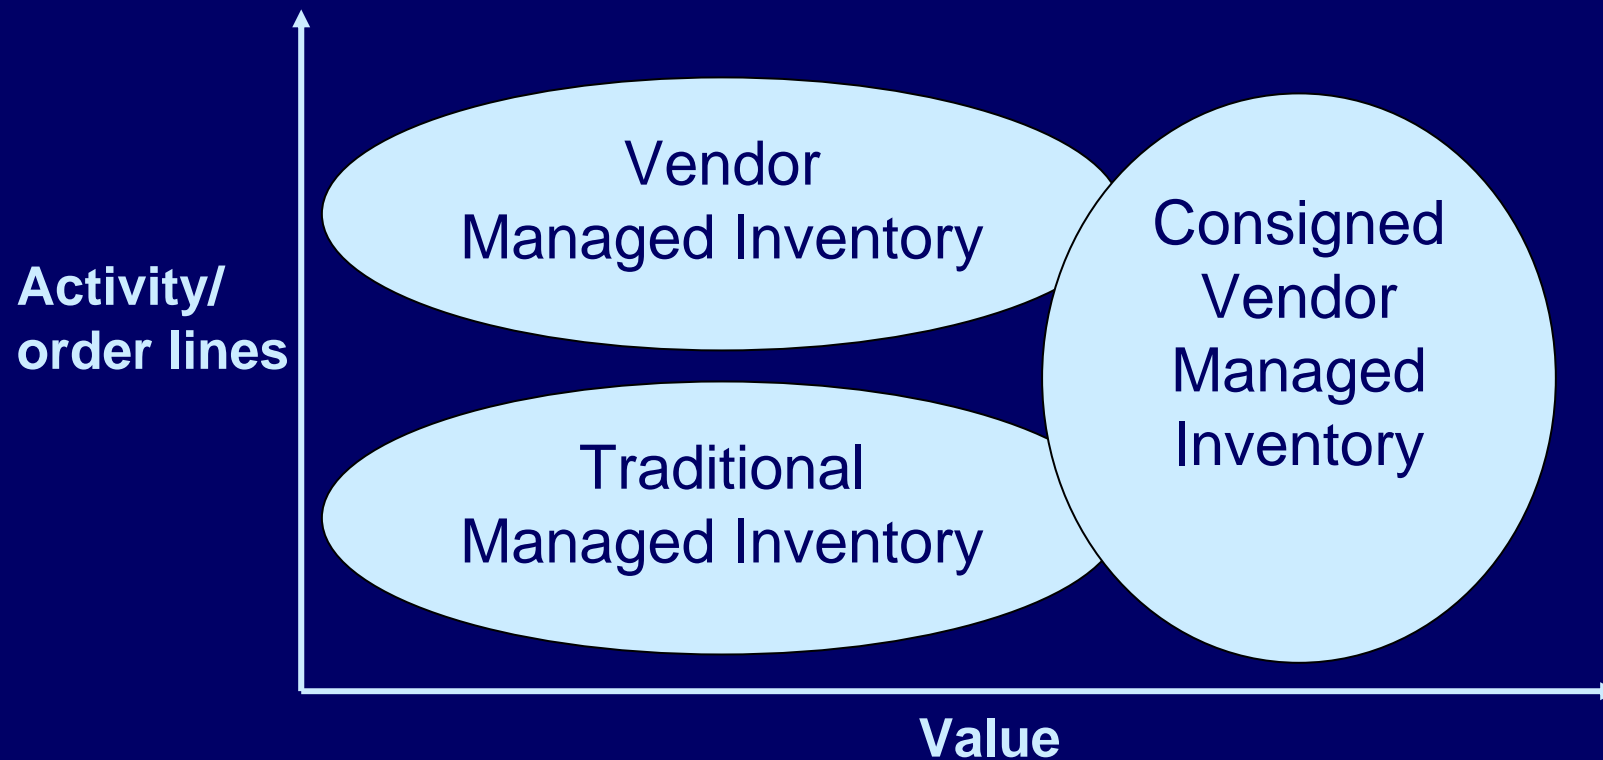 Vendor
Managed Inventory
Consigned
Vendor
Managed
Inventory
Activity/
order lines
Traditional
Managed Inventory
Value